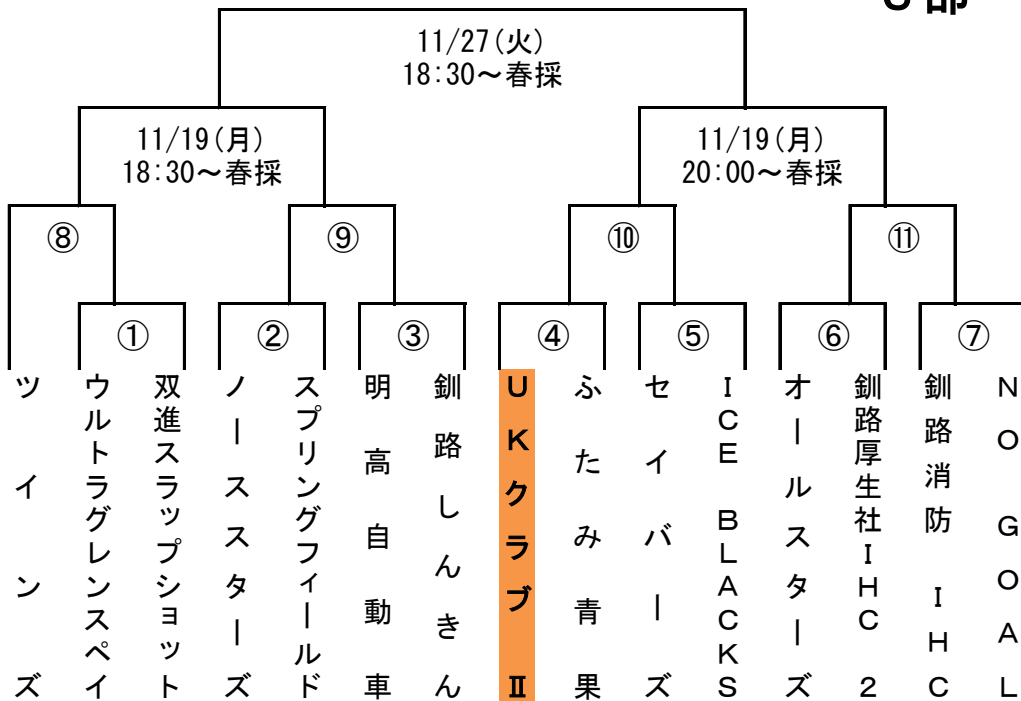 11/27(火)
18:30～春採
11/19(月)
18:30～春採
11/19(月)
20:00～春採
⑧
⑨
⑩
⑪
①
②
③
④
⑤
⑥
⑦
ツインズ
ウルトラグレンスペイ
双進スラップショット
ノーススターズ
スプリングフィールド
明高自動車
釧路しんきん
UKクラブⅡ
ふたみ青果
セイバーズ
ICE BLACKS
オールスターズ
釧路厚生社IHC2
釧路消防 IHC
NO GOAL